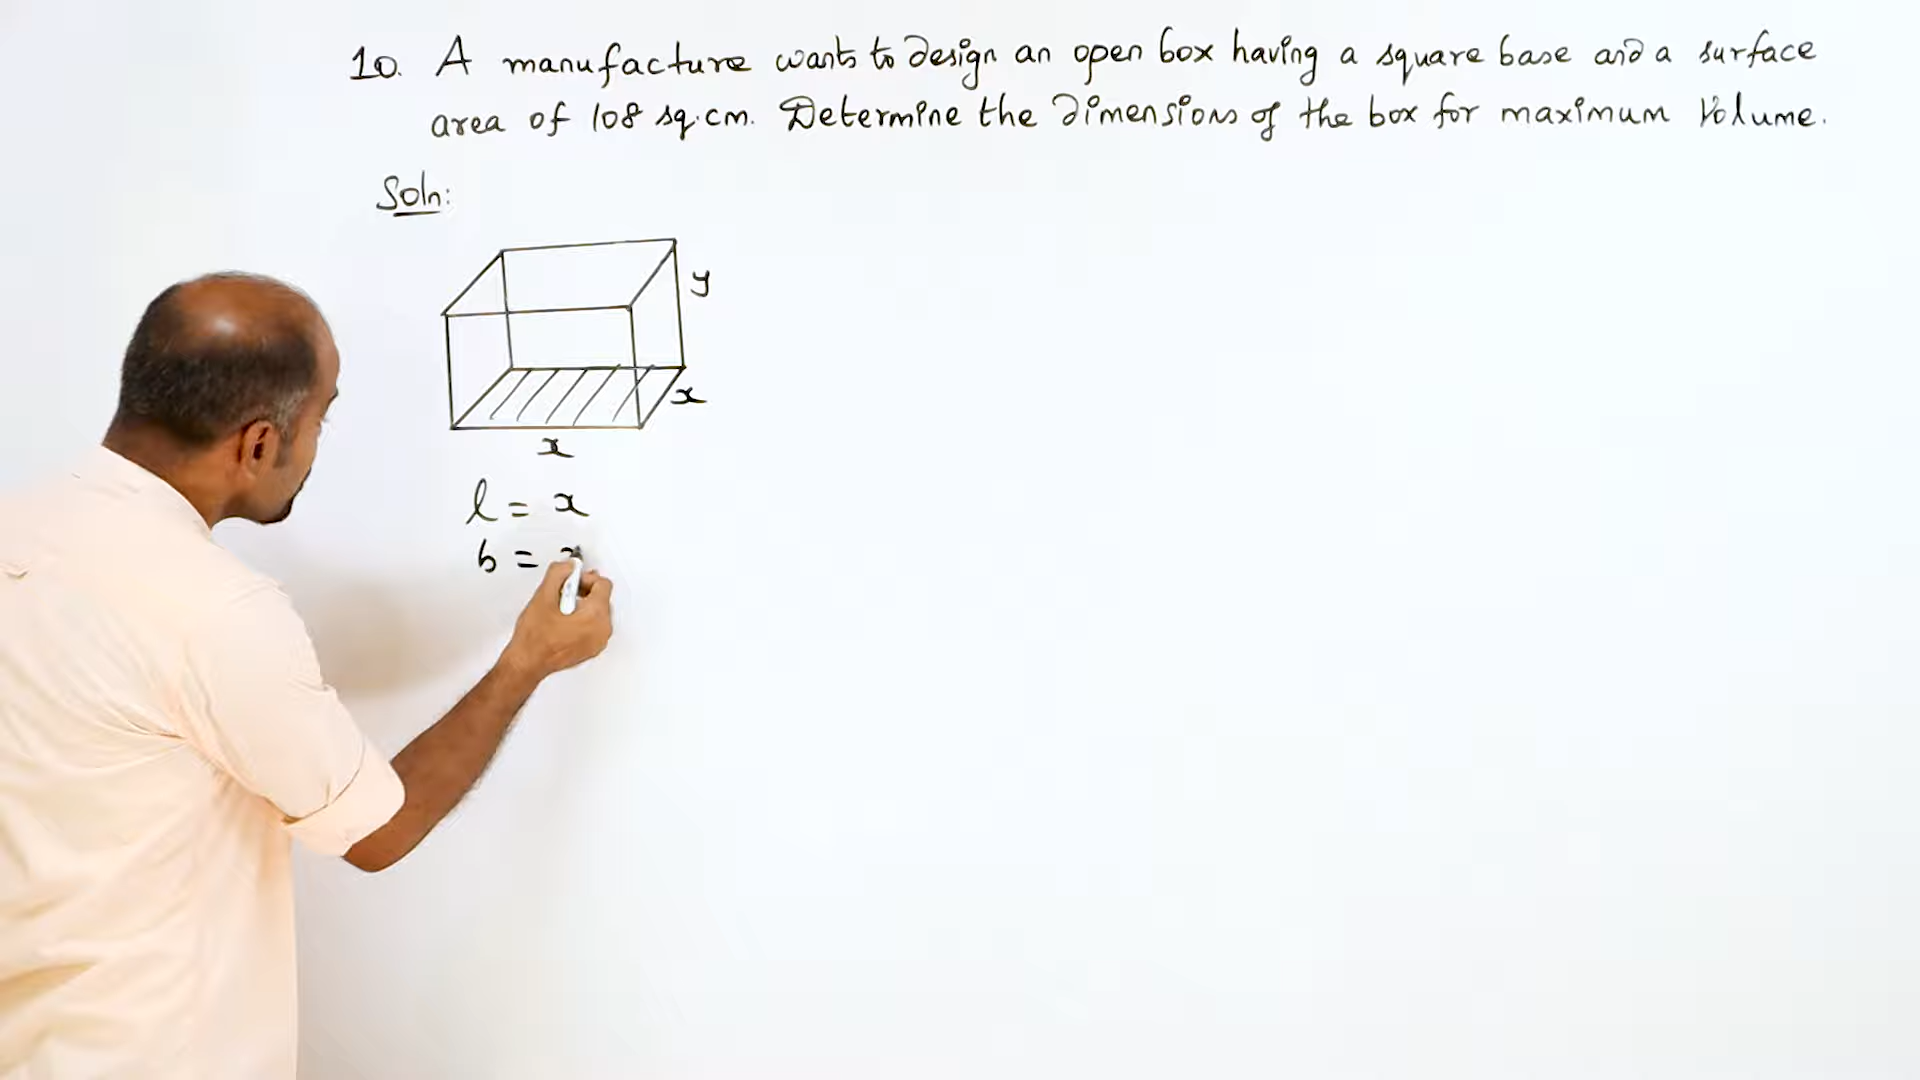 10. A manufacture wants to design an open box having a square base and a surface
area of 108 sq.cm. Determine the dimensions of the box for maximum Volume.
Soln:
y
x
x
l = x
b =